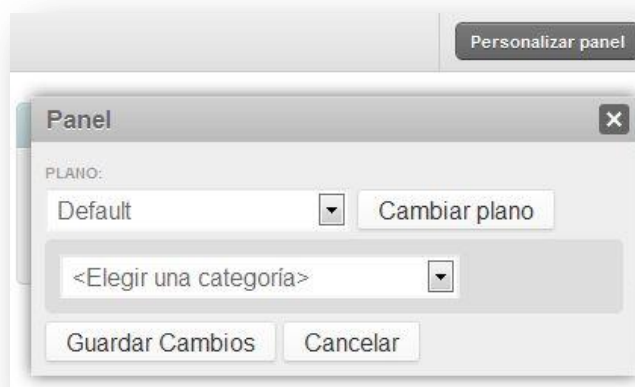 Personalizar panel
Panel
PLANO:
Default
Cambiar plano
<Elegir una categoría>
Guardar Cambios
Cancelar